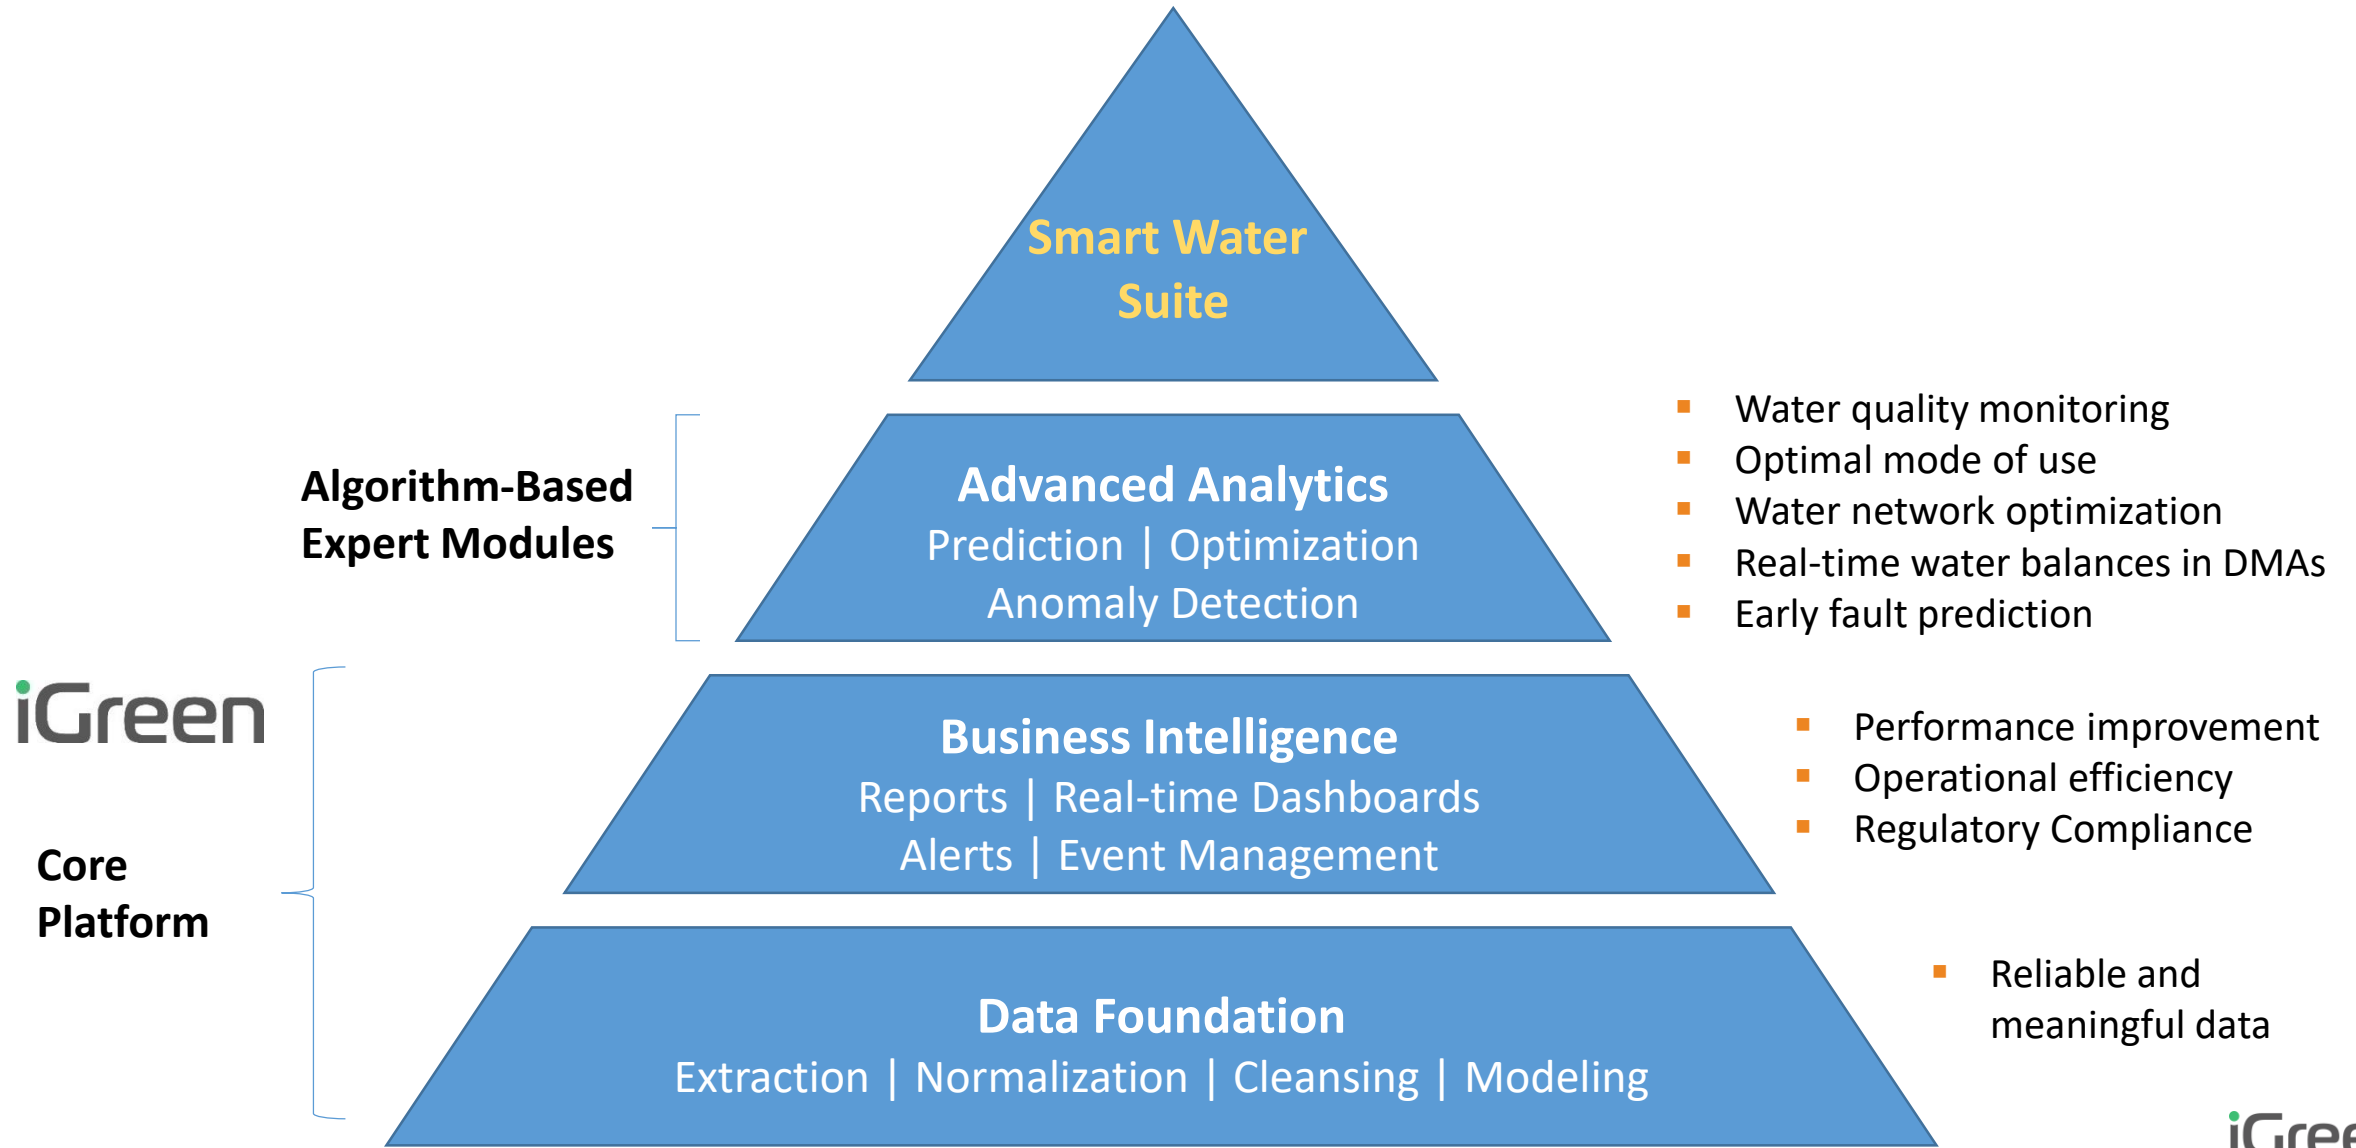 Smart Water
Suite
Algorithm-Based
Expert Modules
Advanced Analytics
Prediction | Optimization
Anomaly Detection
Water quality monitoring
Optimal mode of use
Water network optimization
Real-time water balances in DMAs
Early fault prediction
iGreen
Core
Platform
Business Intelligence
Reports | Real-time Dashboards
Alerts | Event Management
Performance improvement
Operational efficiency
Regulatory Compliance
Data Foundation
Extraction | Normalization | Cleansing | Modeling
Reliable and
meaningful data